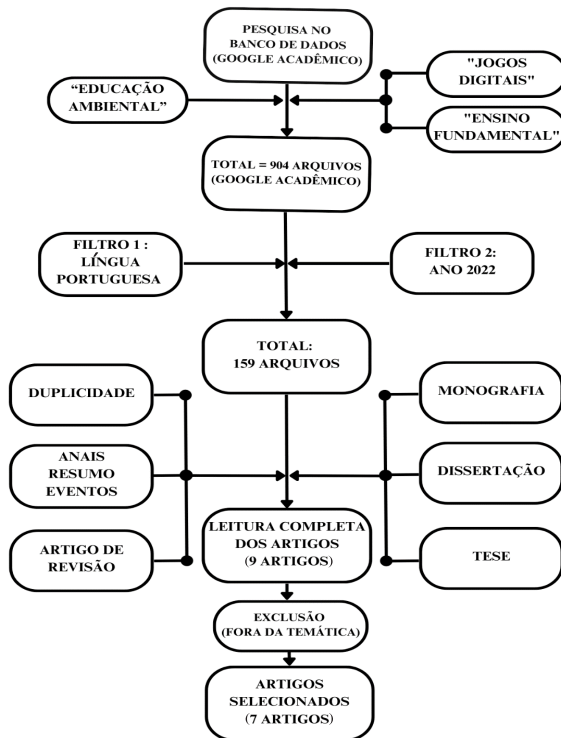 PESQUISA NO
BANCO DE DADOS
(GOOGLE ACADÊMICO)
“EDUCAÇÃO
AMBIENTAL”
"JOGOS
DIGITAIS"
"ENSINO
FUNDAMENTAL"
TOTAL = 904 ARQUIVOS
(GOOGLE ACADÊMICO)
FILTRO 1 :
LÍNGUA
PORTUGUESA
FILTRO 2:
ANO 2022
TOTAL:
159 ARQUIVOS
DUPLICIDADE
MONOGRAFIA
ANAIS
RESUMO
EVENTOS
DISSERTAÇÃO
ARTIGO DE
REVISÃO
LEITURA COMPLETA
DOS ARTIGOS
(9 ARTIGOS)
TESE
EXCLUSÃO
(FORA DA TEMÁTICA)
ARTIGOS
SELECIONADOS
(7 ARTIGOS)